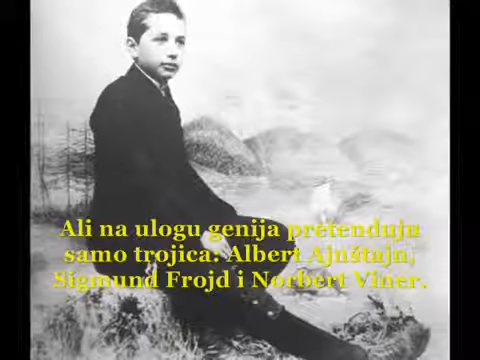 Ali na ulogu genija pretenduju
samo trojica: Albert Ajnštajn,
Sigmund Frojd i Norbert Viner.